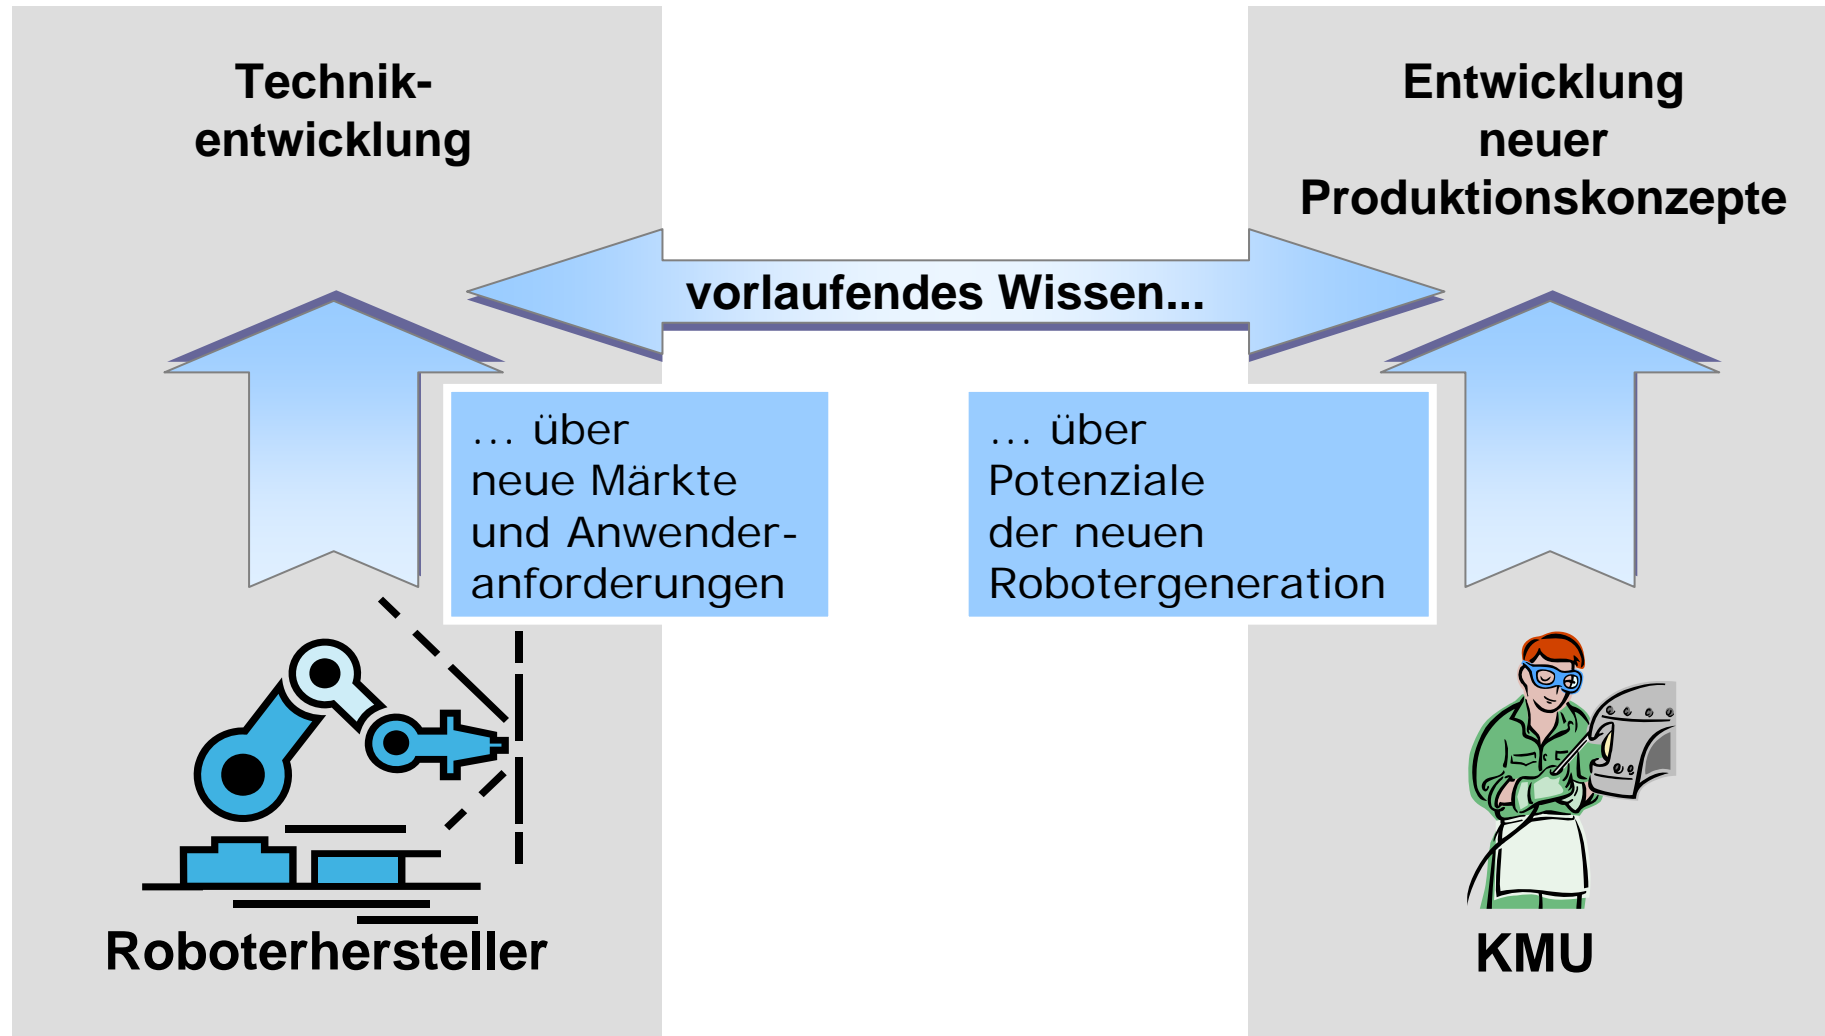 Technik-
entwicklung
Entwicklung
neuer
Produktionskonzepte
vorlaufendes Wissen...
... über
neue Märkte
und Anwender-
anforderungen
... über
Potenziale
der neuen
Robotergeneration
Roboterhersteller
KMU